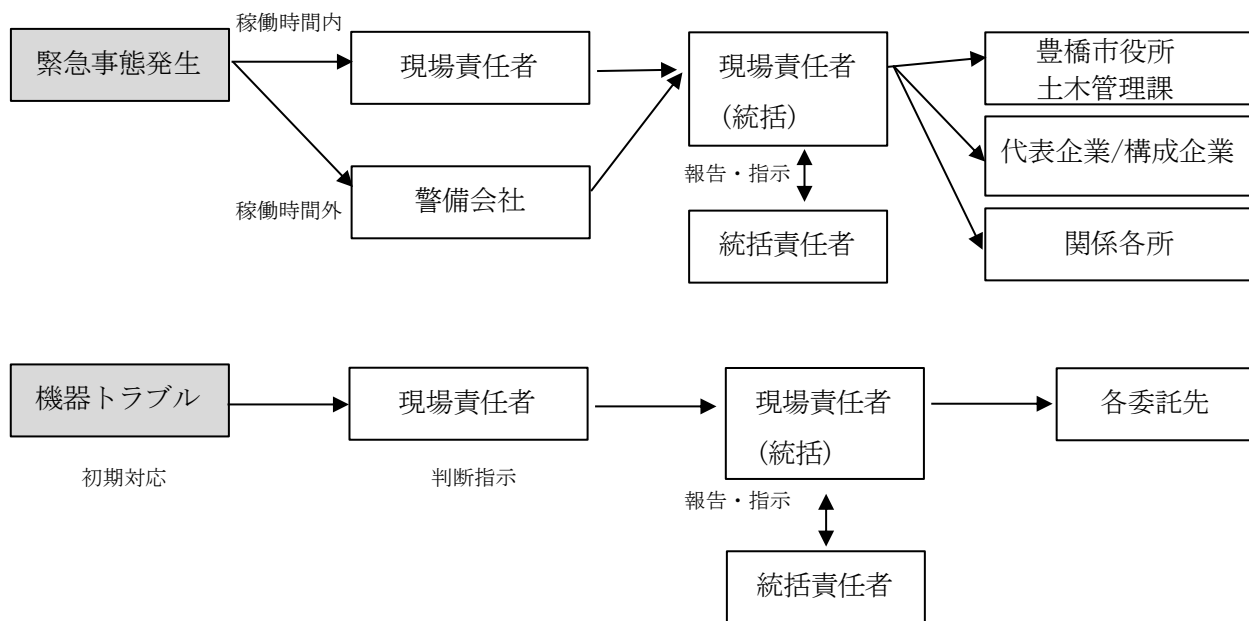 稼働時間内
緊急事態発生
現場責任者
現場責任者
(統括)
豊橋市役所
土木管理課
代表企業/構成企業
報告・指示
稼働時間外
警備会社
統括責任者
関係各所
機器トラブル
現場責任者
現場責任者
(統括)
各委託先
初期対応
判断指示
報告・指示
統括責任者